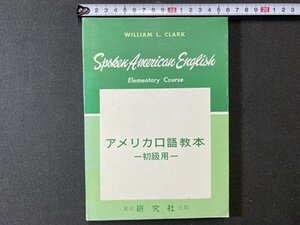 WILLIAM L. CLARK
Spoken American English
Elementary Course
アメリカ口語教本
ー初級用ー
東京 研究社 出版